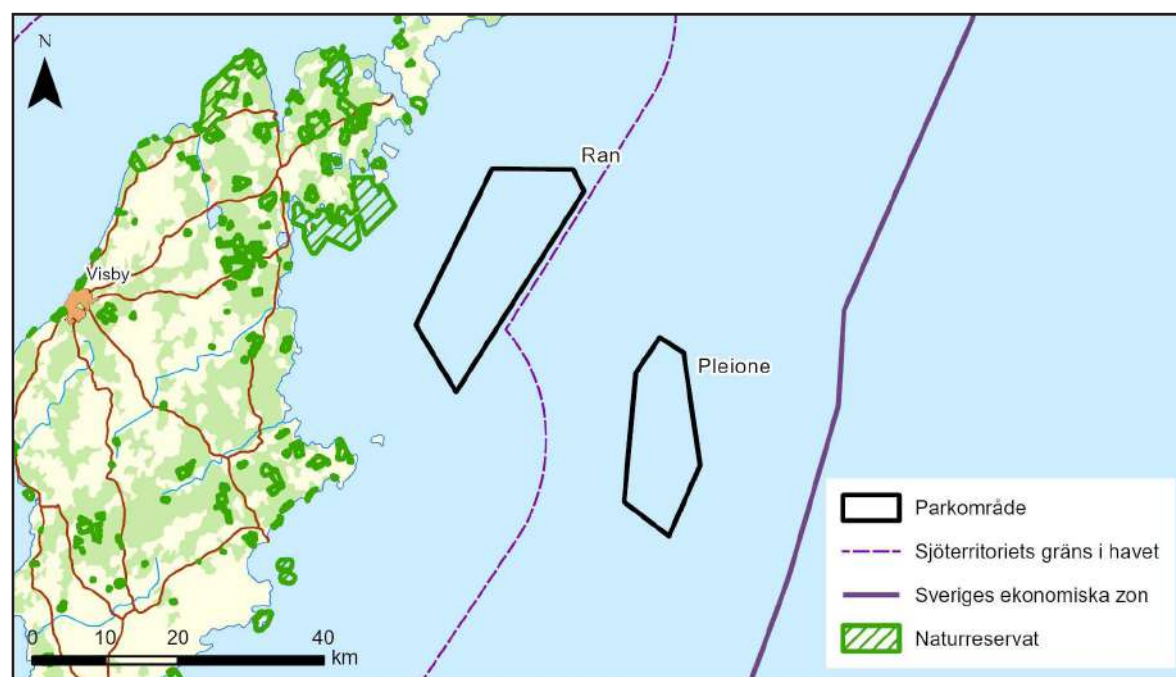 N
Ran
Visby
Pleione
Parkområde
Sjöterritoriets gräns i havet
Sveriges ekonomiska zon
Naturreservat
0 10 20 40
km